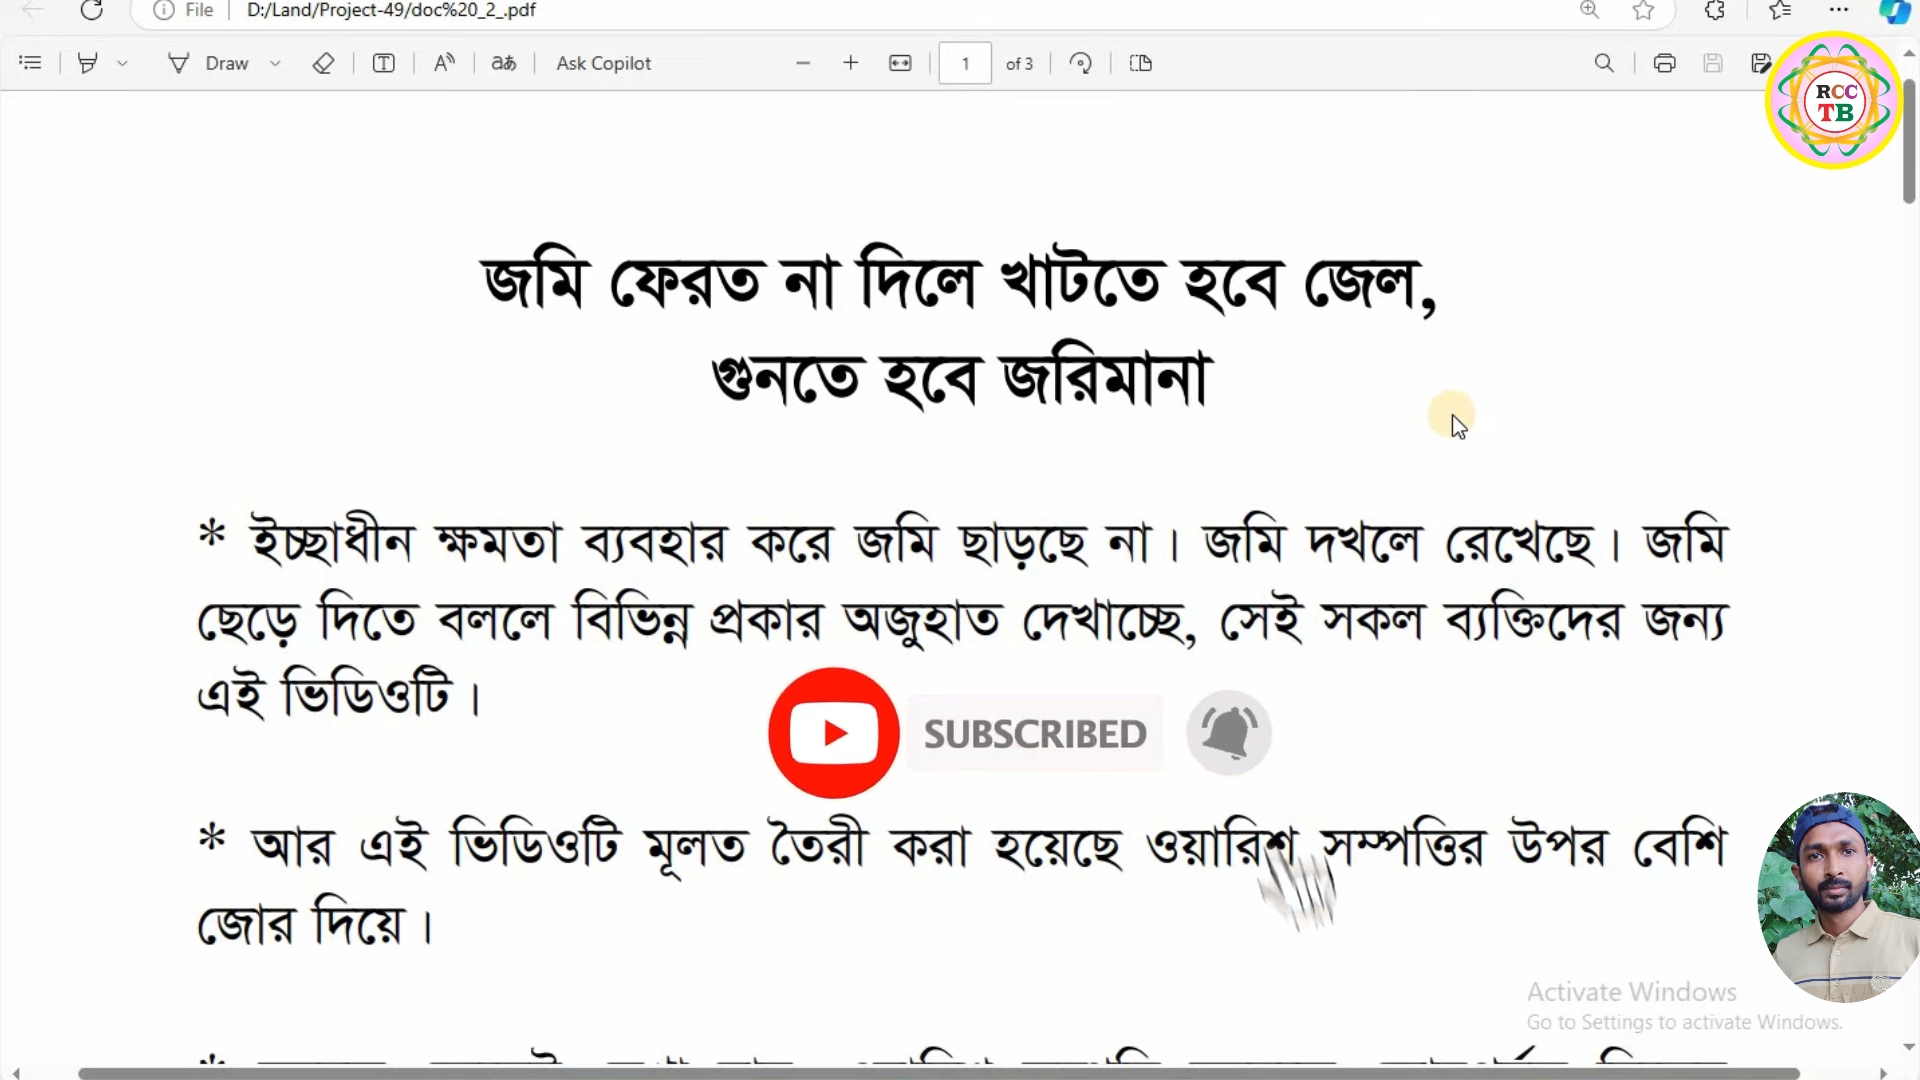 File
D:/Land/Project-49/doc%20_2_.pdf
Draw
T
aあ
Ask Copilot
1
of 3
RCC
TB
জমি ফেরত না দিলে খাটতে হবে জেল,
গুনতে হবে জরিমানা
* ইচ্ছাধীন ক্ষমতা ব্যবহার করে জমি ছাড়ছে না। জমি দখলে রেখেছে। জমি
ছেড়ে দিতে বললে বিভিন্ন প্রকার অজুহাত দেখাচ্ছে, সেই সকল ব্যক্তিদের জন্য
এই ভিডিওটি।
SUBSCRIBED
* আর এই ভিডিওটি মূলত তৈরী করা হয়েছে ওয়ারিশ সম্পত্তির উপর বেশি
জোর দিয়ে।
Activate Windows
Go to Settings to activate Windows.